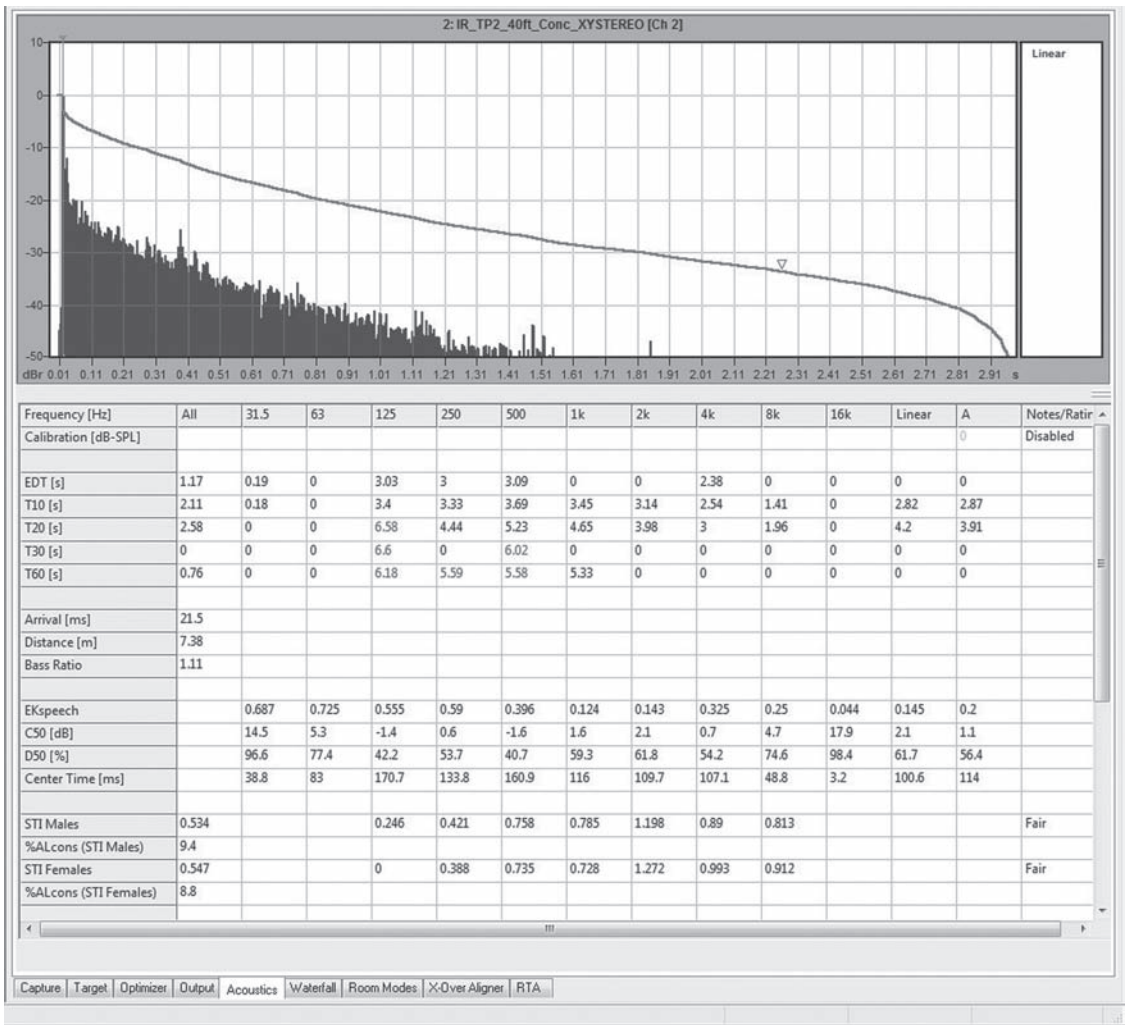 2: IR_TP2_40ft_Conc_XYSTEREO [Ch 2]
10
0
-10
-20
-30
-40
-50
Linear
dBr 0.01 0.11 0.21 0.31 0.41 0.51 0.61 0.71 0.81 0.91 1.01 1.11 1.21 1.31 1.41 1.51 1.61 1.71 1.81 1.91 2.01 2.11 2.21 2.31 2.41 2.51 2.61 2.71 2.81 2.91 s
Frequency [Hz] All 31.5 63 125 250 500 1k 2k 4k 8k 16k Linear A Notes/Ratir
Calibration [dB-SPL] 0 Disabled
EDT [s] 1.17 0.19 0 3.03 3 3.09 0 0 2.38 0 0 0 0
T10 [s] 2.11 0.18 0 3.4 3.33 3.69 3.45 3.14 2.54 1.41 0 2.82 2.87
T20 [s] 2.58 0 0 6.58 4.44 5.23 4.65 3.98 3 1.96 0 4.2 3.91
T30 [s] 0 0 0 6.6 0 6.02 0 0 0 0 0 0 0
T60 [s] 0.76 0 0 6.18 5.59 5.58 5.33 0 0 0 0 0 0
Arrival [ms] 21.5
Distance [m] 7.38
Bass Ratio 1.11
EKspeech 0.687 0.725 0.555 0.59 0.396 0.124 0.143 0.325 0.25 0.044 0.145 0.2
C50 [dB] 14.5 5.3 -1.4 0.6 -1.6 1.6 2.1 0.7 4.7 17.9 2.1 1.1
D50 [%] 96.6 77.4 42.2 53.7 40.7 59.3 61.8 54.2 74.6 98.4 61.7 56.4
Center Time [ms] 38.8 83 170.7 133.8 160.9 116 109.7 107.1 48.8 3.2 100.6 114
STI Males 0.534 0.246 0.421 0.758 0.785 1.198 0.89 0.813 Fair
%ALcons (STI Males) 9.4
STI Females 0.547 0 0.388 0.735 0.728 1.272 0.993 0.912 Fair
%ALcons (STI Females) 8.8
Capture Target Optimizer Output Acoustics Waterfall Room Modes X-Over Aligner RTA